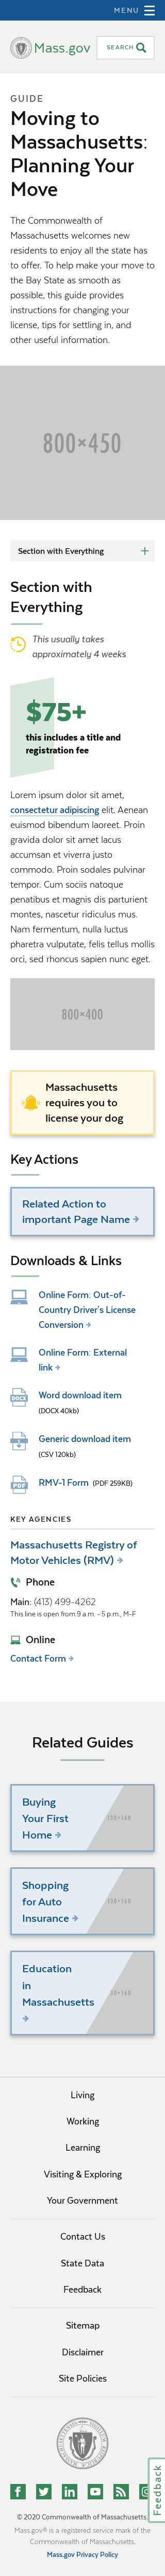 MENU
Mass.gov
SEARCH
GUIDE
Moving to
Massachusetts:
Planning Your
Move
The Commonwealth of
Massachusetts welcomes new
residents to enjoy all the state has
has to offer. To help make your move to
the Bay State as smooth as
possible, this guide provides
instructions for changing your
license, tips for settling in, and
other useful information.
800×450
Section with Everything
Section with
Everything
This usually takes
approximately 4 weeks
$75+
this includes a title and
registration fee
Lorem ipsum dolor sit amet,
consectetur adipiscing elit. Aenean
euismod bibendum laoreet. Proin
gravida dolor sit amet lacus
accumsan et viverra justo
commodo. Proin sodales pulvinar
tempor. Cum sociis natoque
penatibus et magnis dis parturient
montes, nascetur ridiculus mus.
Nam fermentum, nulla luctus
pharetra vulputate, felis tellus mollis
orci, sed rhoncus sapien nunc eget.
800×400
Massachusetts
requires you to
license your dog
Key Actions
Related Action to
important Page Name
Downloads & Links
Online Form: Out-of-
Country Driver's License
Conversion
Online Form: External
link
Word download item
(DOCX 40kb)
Generic download item
(CSV 120kb)
RMV-1 Form (PDF 259KB)
KEY AGENCIES
Massachusetts Registry of
Motor Vehicles (RMV)
Phone
Main: (413) 499-4262
This line is open from 9 a.m. - 5 p.m., M-F
Online
Contact Form
Related Guides
Buying
Your First
Home
Shopping
for Auto
Insurance
Education
in
Massachusetts
Living
Working
Learning
Visiting & Exploring
Your Government
Contact Us
State Data
Feedback
Sitemap
Disclaimer
Site Policies
Feedback
© 2020 Commonwealth of Massachusetts.
Mass.gov® is a registered service mark of the
Commonwealth of Massachusetts.
Mass.gov Privacy Policy